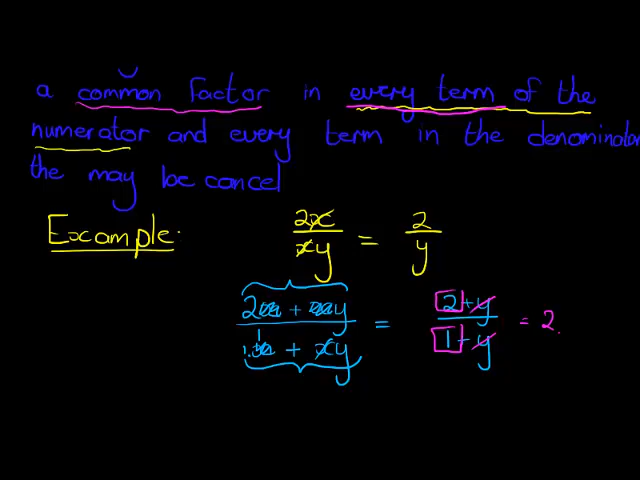 a common factor in every term of the
numerator and every term in the denominator
the may be cancel
Example:
2x / xy = 2 / y
2x + xy / 1.x + xy = 2+y / 1+y = 2.